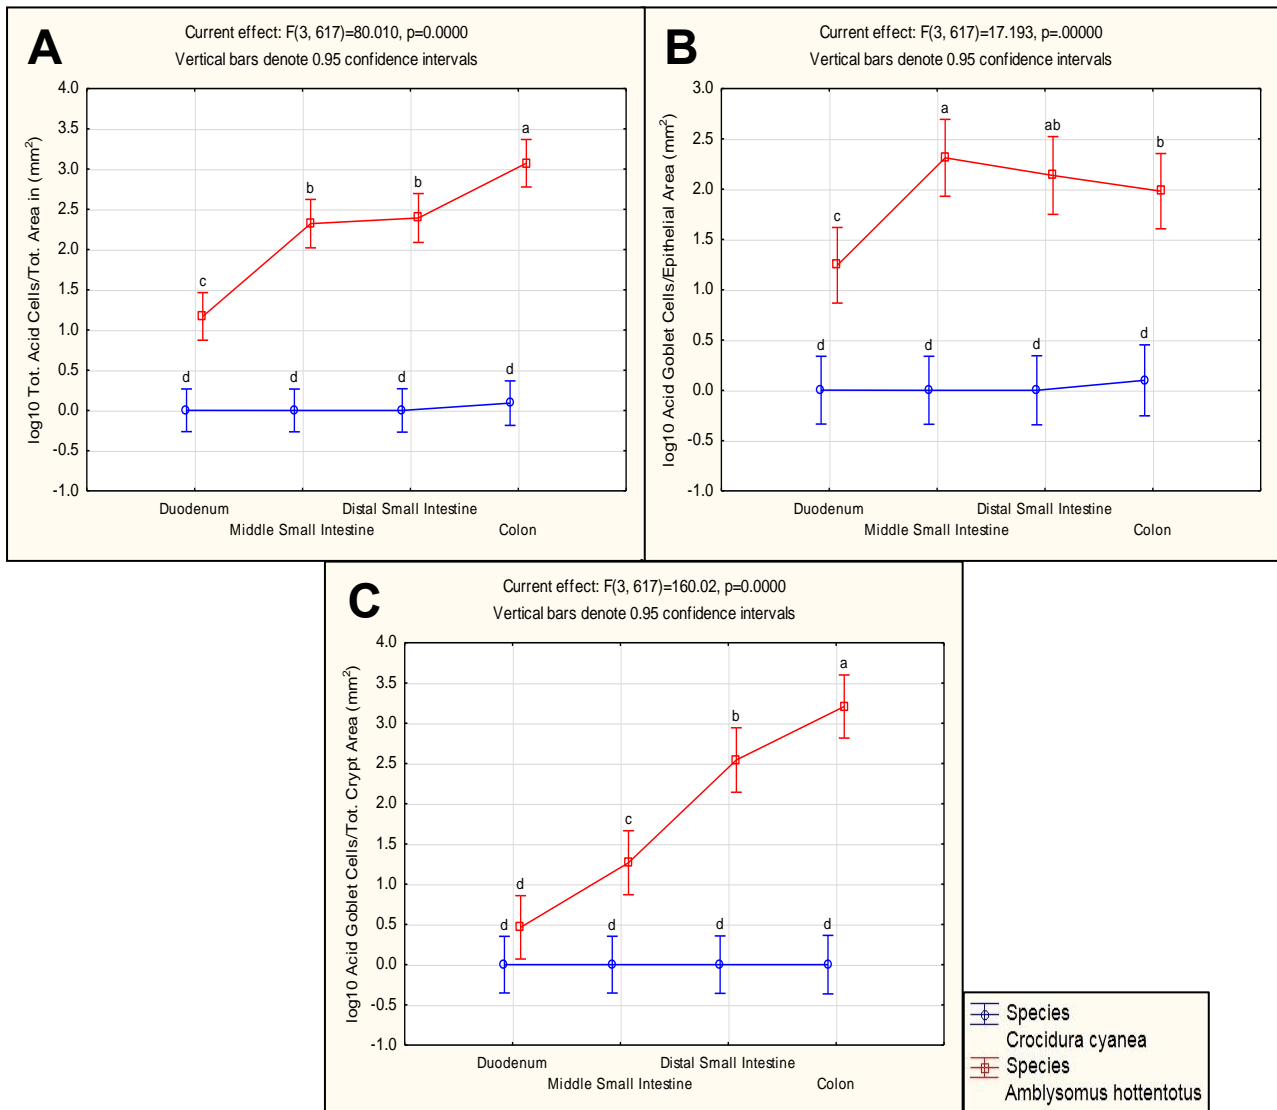 A
Current effect: F(3, 617)=80.010, p=0.0000
Vertical bars denote 0.95 confidence intervals
log10 Tot. Acid Cells/Tot. Area in (mm²)
4.0
3.5
3.0
2.5
2.0
1.5
1.0
0.5
0.0
-0.5
-1.0
c
b
b
a
d
d
d
d
Duodenum
Middle Small Intestine
Distal Small Intestine
Colon
B
Current effect: F(3, 617)=17.193, p=.00000
Vertical bars denote 0.95 confidence intervals
log10 Acid Goblet Cells/Epithelial Area (mm²)
3.0
2.5
2.0
1.5
1.0
0.5
0.0
-0.5
-1.0
c
a
ab
b
d
d
d
d
Duodenum
Middle Small Intestine
Distal Small Intestine
Colon
C
Current effect: F(3, 617)=160.02, p=0.0000
Vertical bars denote 0.95 confidence intervals
log10 Acid Goblet Cells/Tot. Crypt Area (mm²)
4.0
3.5
3.0
2.5
2.0
1.5
1.0
0.5
0.0
-0.5
-1.0
d
c
b
a
d
d
d
d
Duodenum
Middle Small Intestine
Distal Small Intestine
Colon
Species
Crocidura cyanea
Species
Amblysomus hottentotus